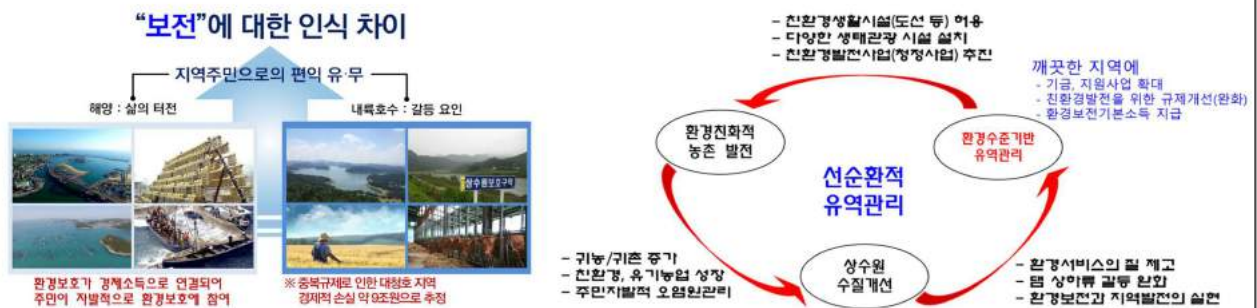 “보전”에 대한 인식 차이
지역주민으로의 편익 유·무
해양 : 삶의 터전
내륙호수 : 갈등 요인
상수원보호구역
환경보호가 경제소득으로 연결되어
주민이 자발적으로 환경보호에 참여
※ 중복규제로 인한 대청호 지역
경제적 손실 약 9조원으로 추정
– 친환경생활시설(도선 등) 허용
– 다양한 생태관광 시설 설치
– 친환경발전사업(청정사업) 추진
깨끗한 지역에
- 기금, 지원사업 확대
- 친환경발전을 위한 규제개선(완화)
- 환경보전기본소득 지급
환경친화적
농촌 발전
환경수준기반
유역관리
선순환적
유역관리
상수원
수질개선
– 귀농/귀촌 증가
– 친환경, 유기농업 성장
– 주민자발적 오염원관리
– 환경서비스의 질 제고
– 댐 상하류 갈등 완화
– 환경보전과 지역발전의 실현